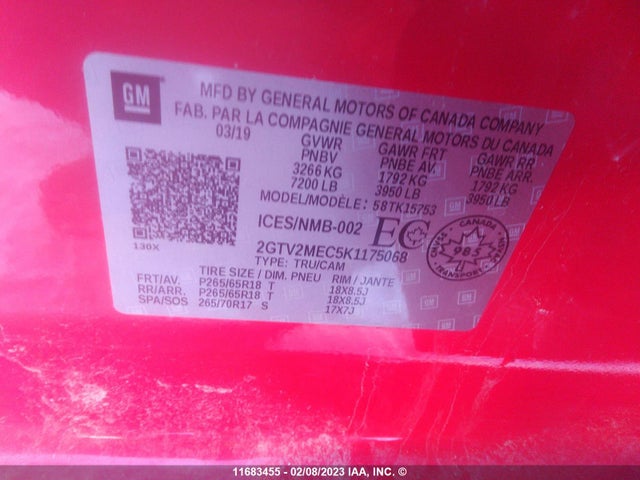 GM
MFD BY GENERAL MOTORS OF CANADA COMPANY
FAB. PAR LA COMPAGNIE GENERAL MOTORS DU CANADA
03/19 GVWR GAWR FRT GAWR RR
PNBV PNBE AV. PNBE ARR.
3266 KG 1792 KG 1792 KG
7200 LB 3950 LB 3950 LB
MODEL/MODÈLE: 58TK15753
130X
ICES/NMB-002 EC
2GTV2MEC5K1175068
TYPE: TRU/CAM
CANADA
985
TRANSPORT
TIRE SIZE / DIM. PNEU RIM / JANTE
FRT/AV. P265/65R18 T 18X8.5J
RR/ARR. P265/65R18 T 18X8.5J
SPA/SOS 265/70R17 S 17X7J
11683455 - 02/08/2023 IAA, INC. ©